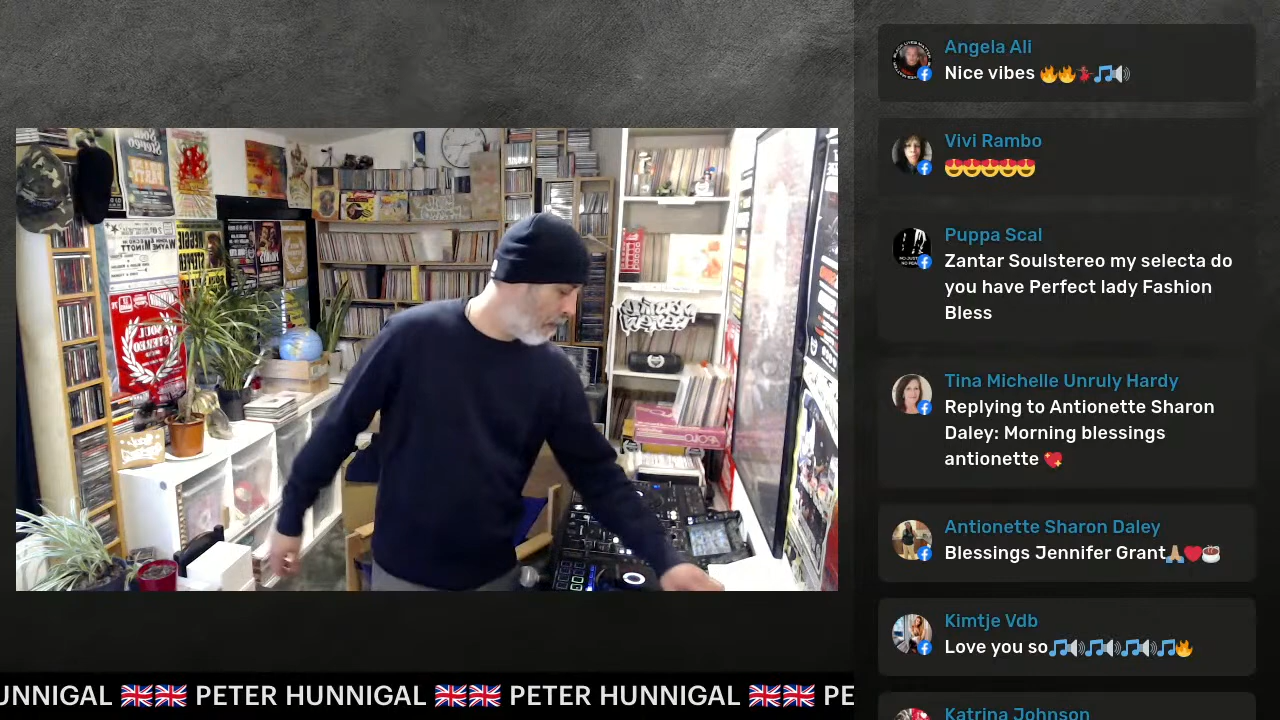 Angela Ali
Nice vibes 🔥🔥💃🎵🔊
Vivi Rambo
😍😍😍😍😍
Puppa Scal
Zantar Soulstereo my selecta do
you have Perfect lady Fashion
Bless
Tina Michelle Unruly Hardy
Replying to Antionette Sharon
Daley: Morning blessings
antionette 💖
Antionette Sharon Daley
Blessings Jennifer Grant🙏🏽❤️☕
Kimtje Vdb
Love you so🎵🔊🎵🔊🎵🔊🎵🔥
Katrina Johnson
UNNIGAL 🇬🇧🇬🇧 PETER HUNNIGAL 🇬🇧🇬🇧 PETER HUNNIGAL 🇬🇧🇬🇧 PE